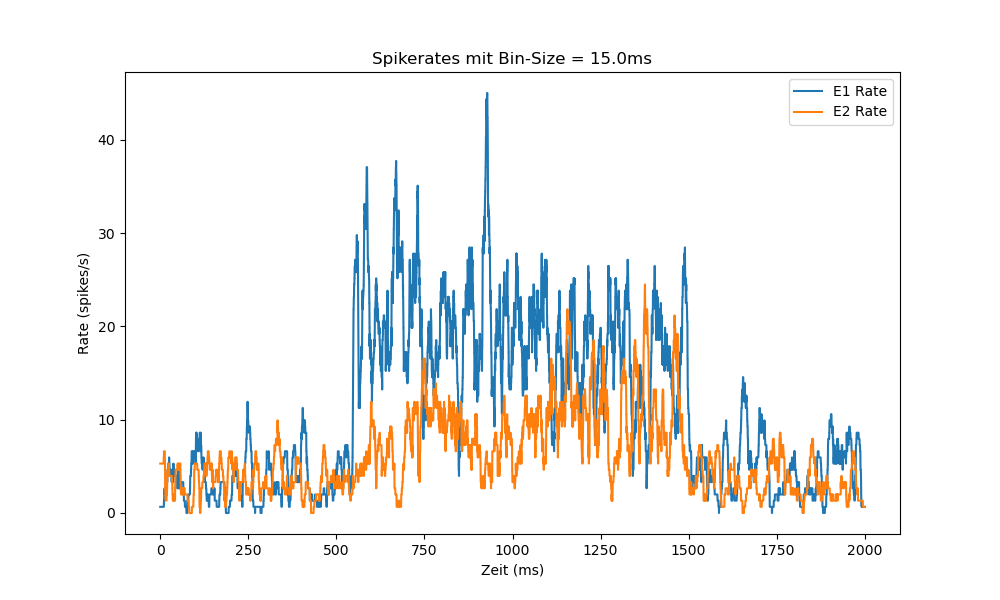 Spikerates mit Bin-Size = 15.0ms
E1 Rate
E2 Rate
Rate (spikes/s)
40
30
20
10
0
0 250 500 750 1000 1250 1500 1750 2000
Zeit (ms)